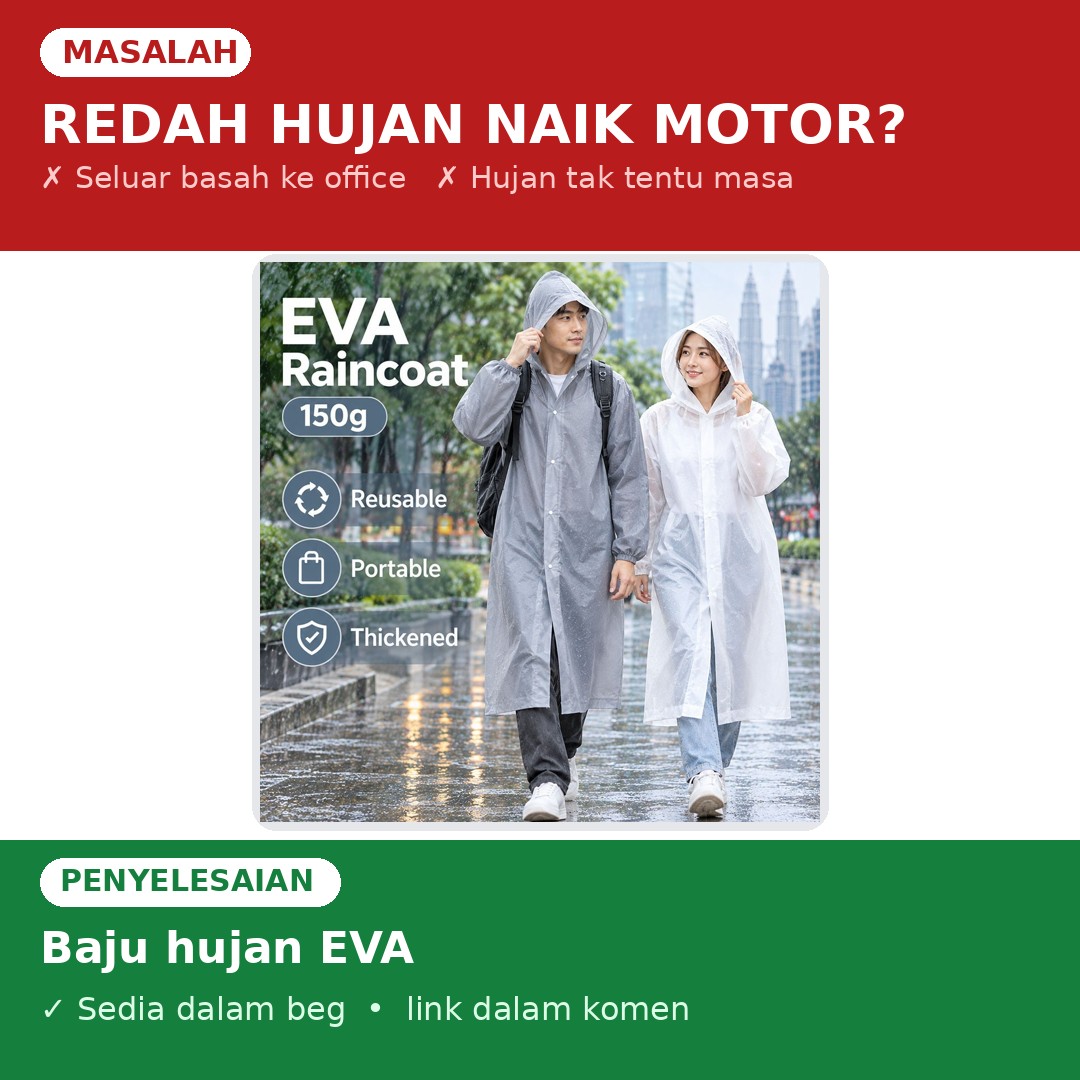 MASALAH
REDAH HUJAN NAIK MOTOR?
✗ Seluar basah ke office ✗ Hujan tak tentu masa
EVA
Raincoat
150g
Reusable
Portable
Thickened
PENYELESAIAN
Baju hujan EVA
✓ Sedia dalam beg • link dalam komen